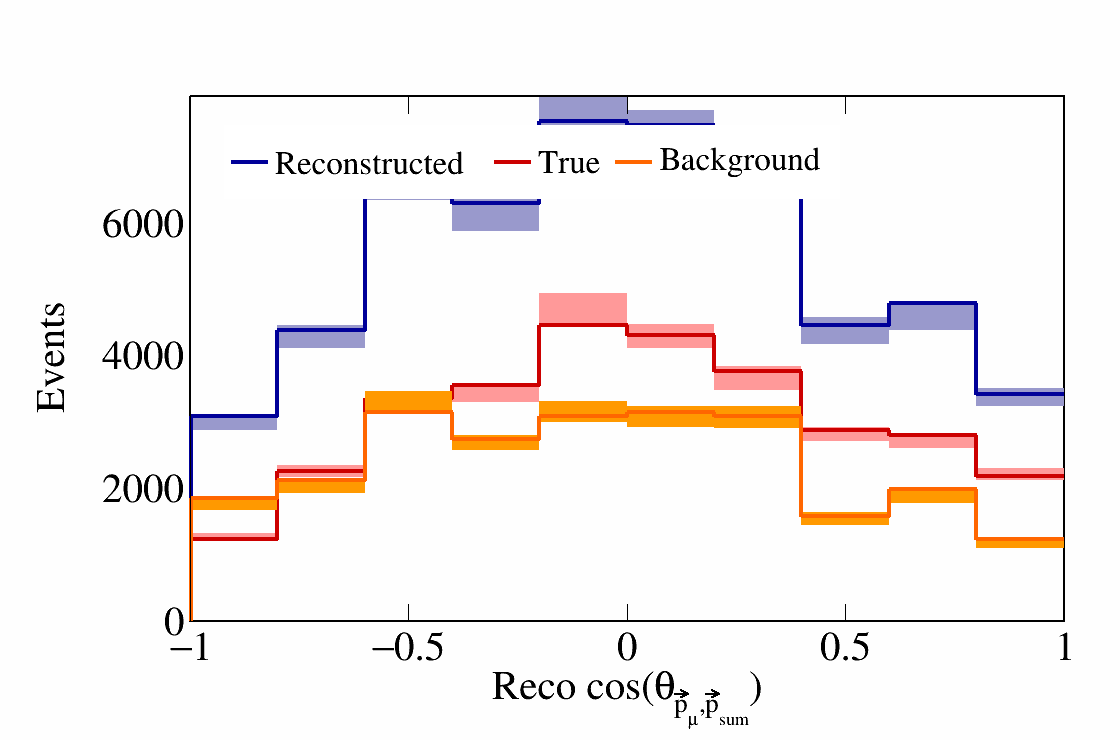 Reconstructed True Background
Events
6000
4000
2000
0
−1 −0.5 0 0.5 1
Reco cos(θ p⃗μ,p⃗sum)